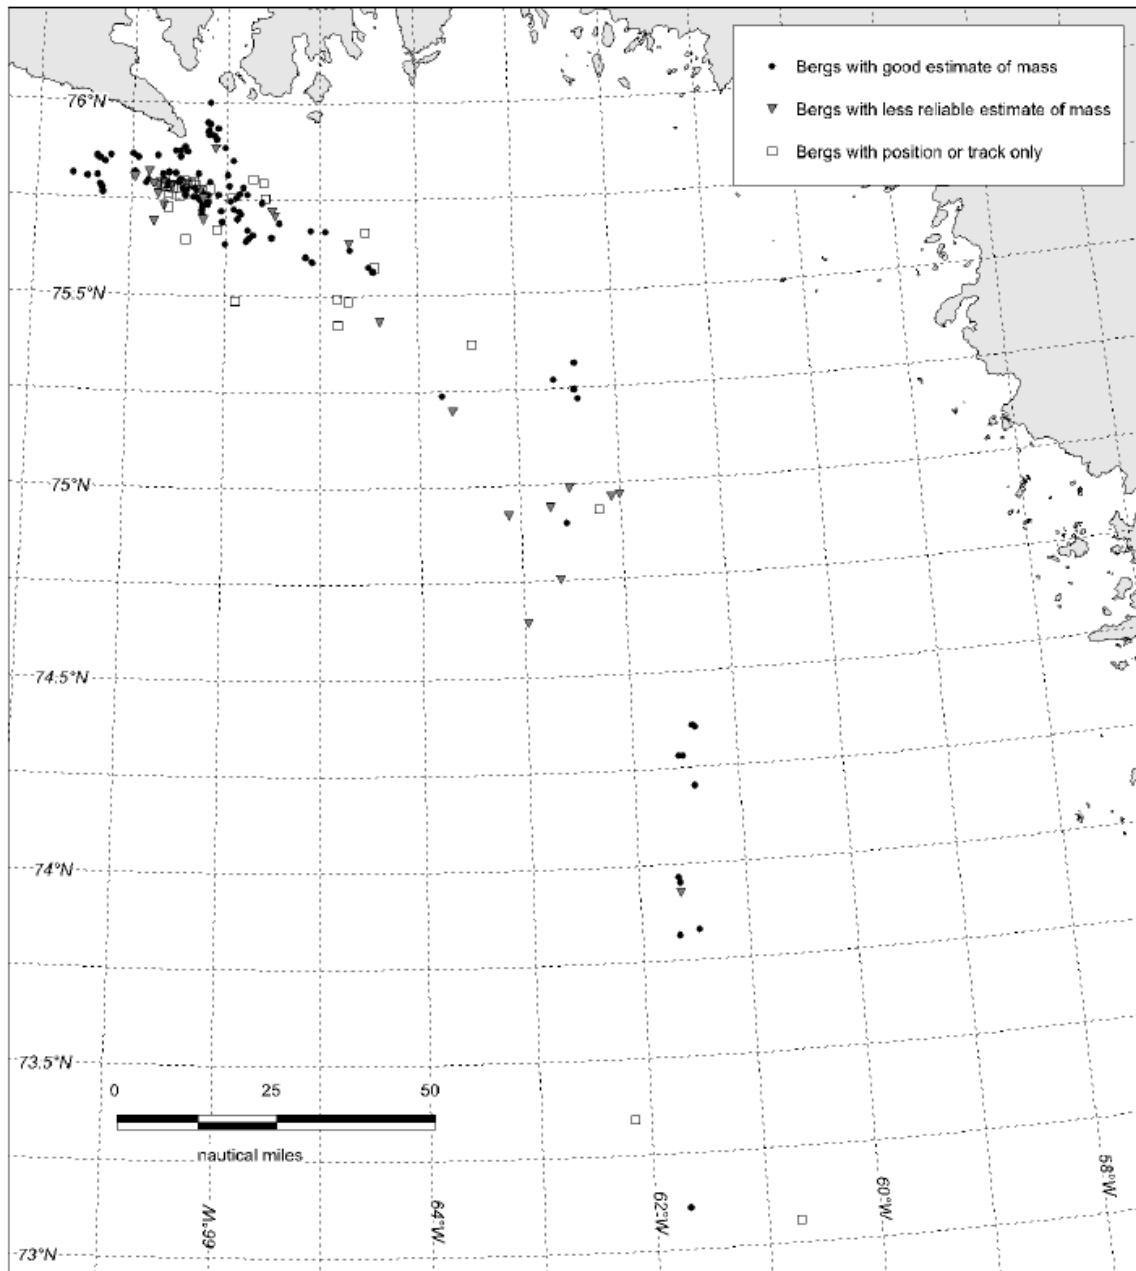 Bergs with good estimate of mass
Bergs with less reliable estimate of mass
Bergs with position or track only
76°N
75.5°N
75°N
74.5°N
74°N
73.5°N
0 25 50
nautical miles
66°W 64°W 62°W 60°W 58°W
73°N